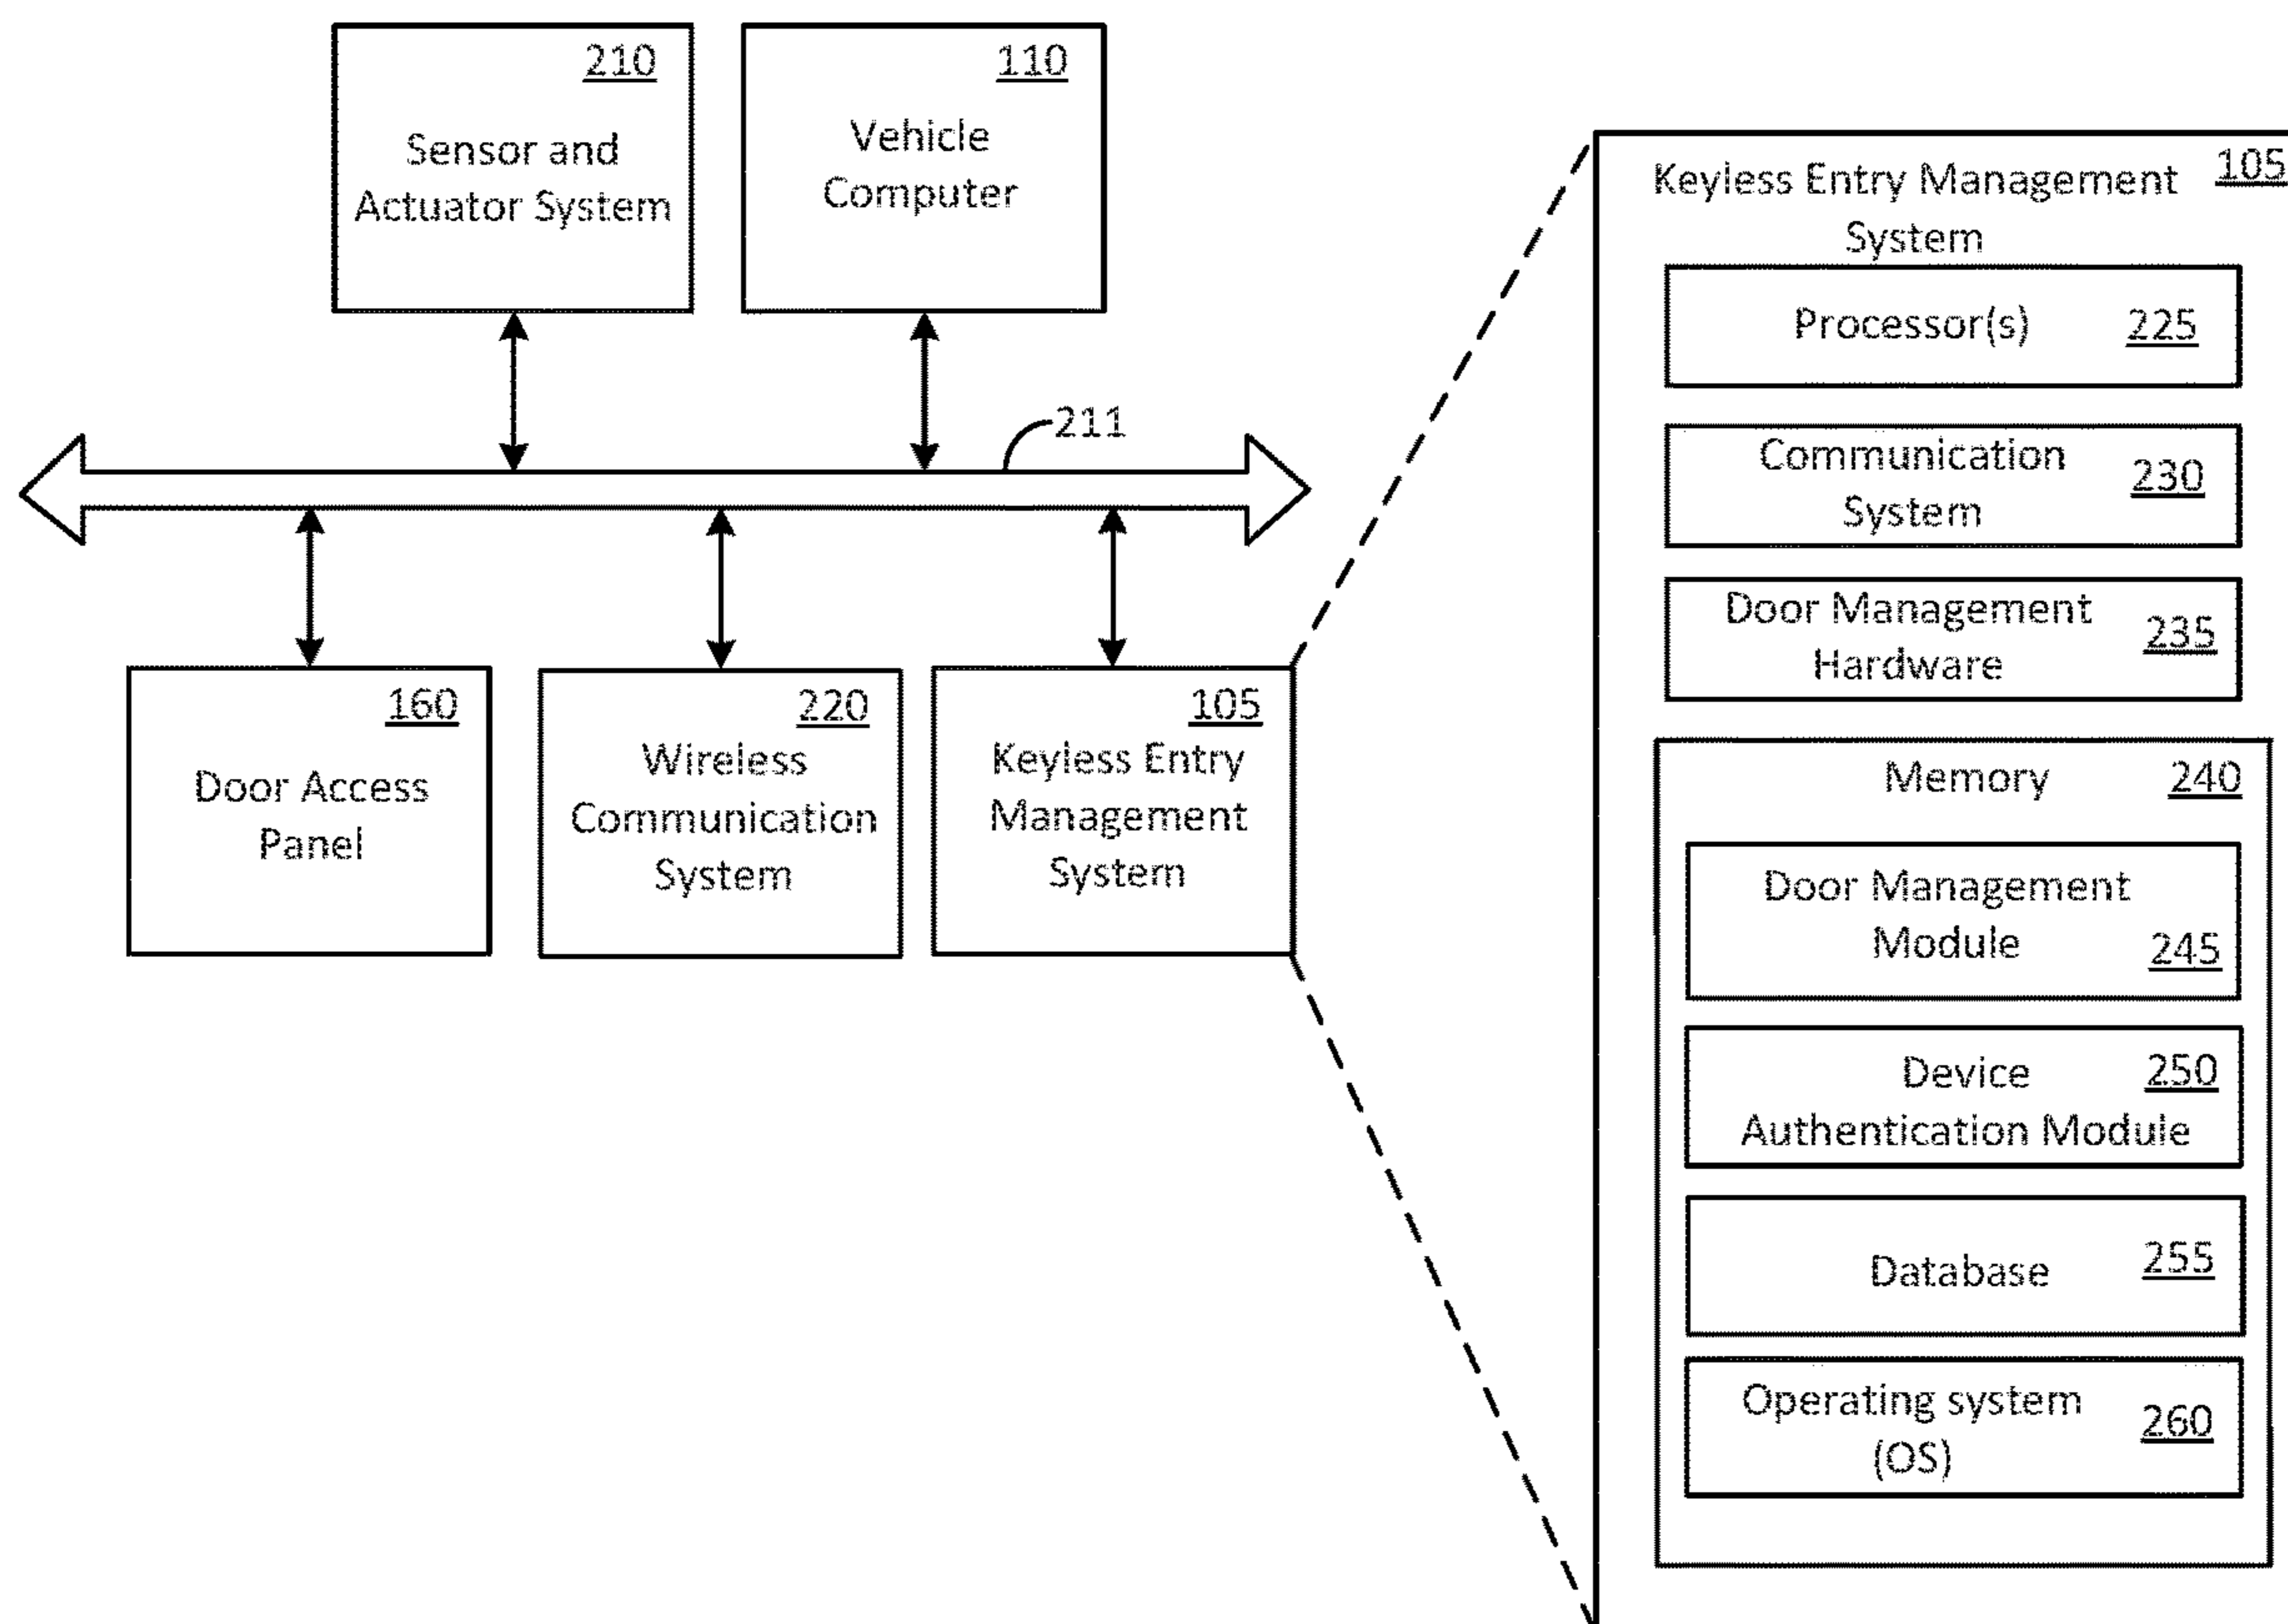 210
Sensor and
Actuator System
110
Vehicle
Computer
211
160
Door Access
Panel
220
Wireless
Communication
System
105
Keyless Entry
Management
System
Keyless Entry Management 105
System
Processor(s) 225
Communication
System 230
Door Management
Hardware 235
Memory 240
Door Management
Module 245
Device 250
Authentication Module
Database 255
Operating system
(OS) 260